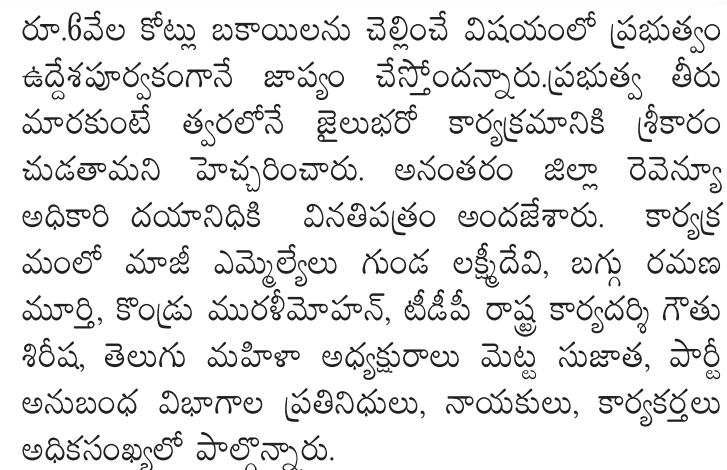 రూ.6వేల కోట్లు బకాయిలను చెల్లించే విషయంలో ప్రభుత్వం
ఉద్దేశపూర్వకంగానే జాప్యం చేస్తోందన్నారు.ప్రభుత్వ తీరు
మారకుంటే త్వరలోనే జైలుభరో కార్యక్రమానికి శ్రీకారం
చుడతామని హెచ్చరించారు. అనంతరం జిల్లా రెవెన్యూ
అధికారి దయానిధికి వినతిపత్రం అందజేశారు. కార్యక్ర
మంలో మాజీ ఎమ్మెల్యేలు గుండ లక్ష్మీదేవి, బగ్గు రమణ
మూర్తి, కొండ్రు మురళీమోహన్, టీడీపీ రాష్ట్ర కార్యదర్శి గౌతు
శిరీష, తెలుగు మహిళా అధ్యక్షురాలు మెట్ట సుజాత, పార్టీ
అనుబంధ విభాగాల ప్రతినిధులు, నాయకులు, కార్యకర్తలు
అధికసంఖ్యలో పాల్గొన్నారు.